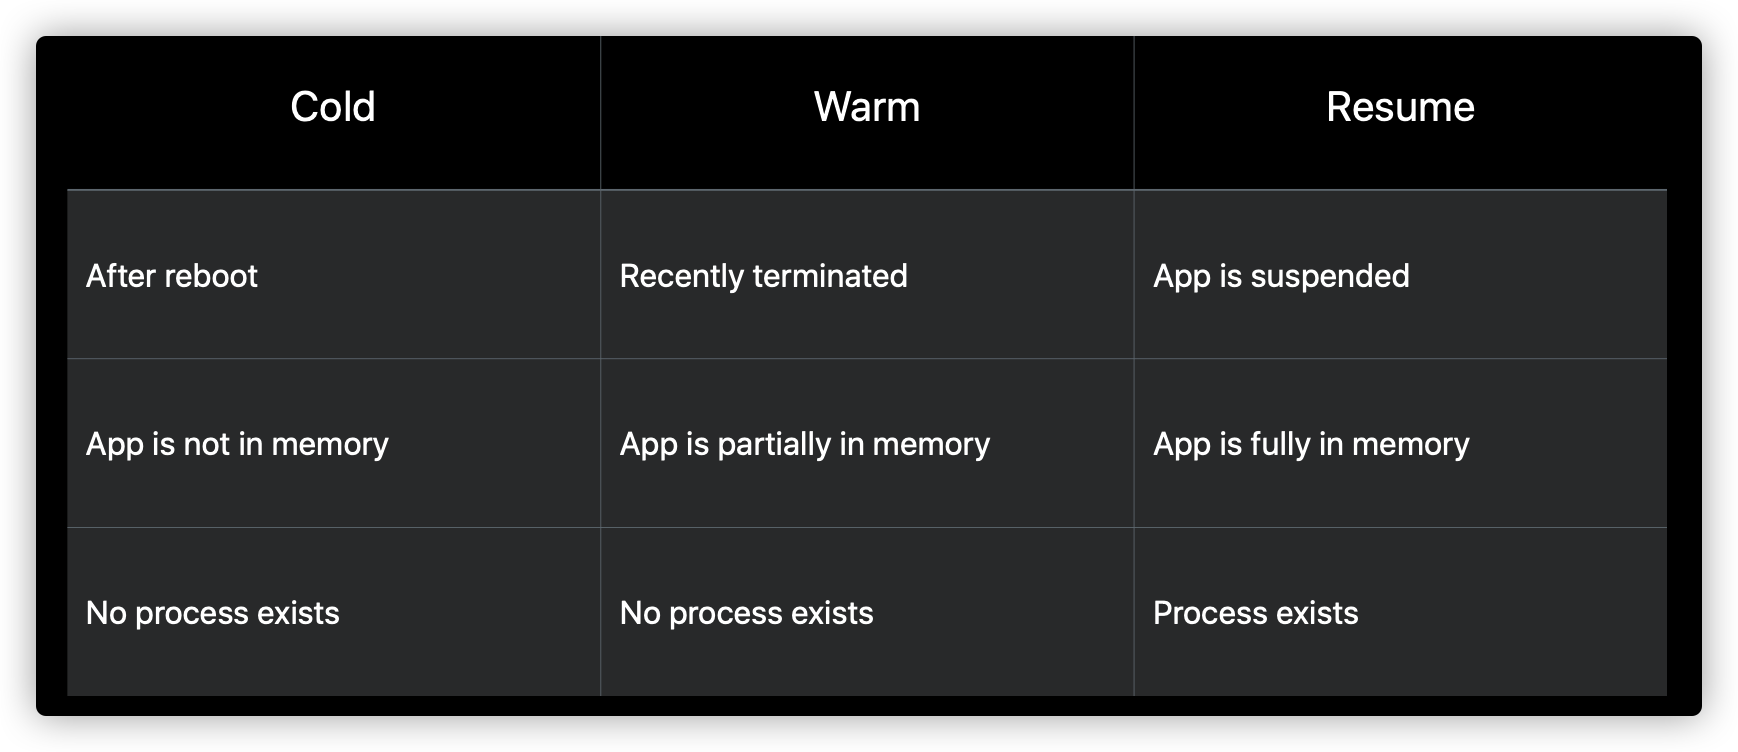 Cold Warm Resume
After reboot Recently terminated App is suspended
App is not in memory App is partially in memory App is fully in memory
No process exists No process exists Process exists